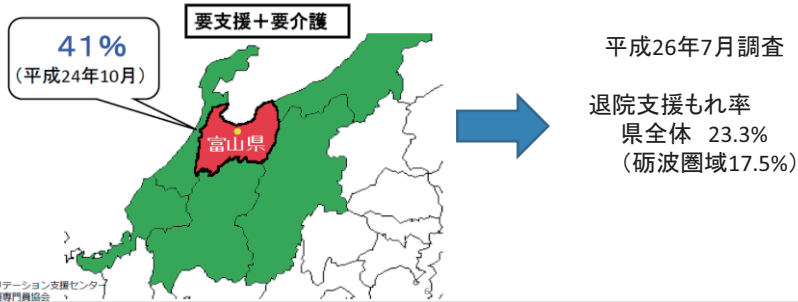 要支援＋要介護
41%
（平成24年10月）
富山県
平成26年7月調査
退院支援もれ率
県全体 23.3%
（砺波圏域17.5%）
テーション支援センター
専門員協会